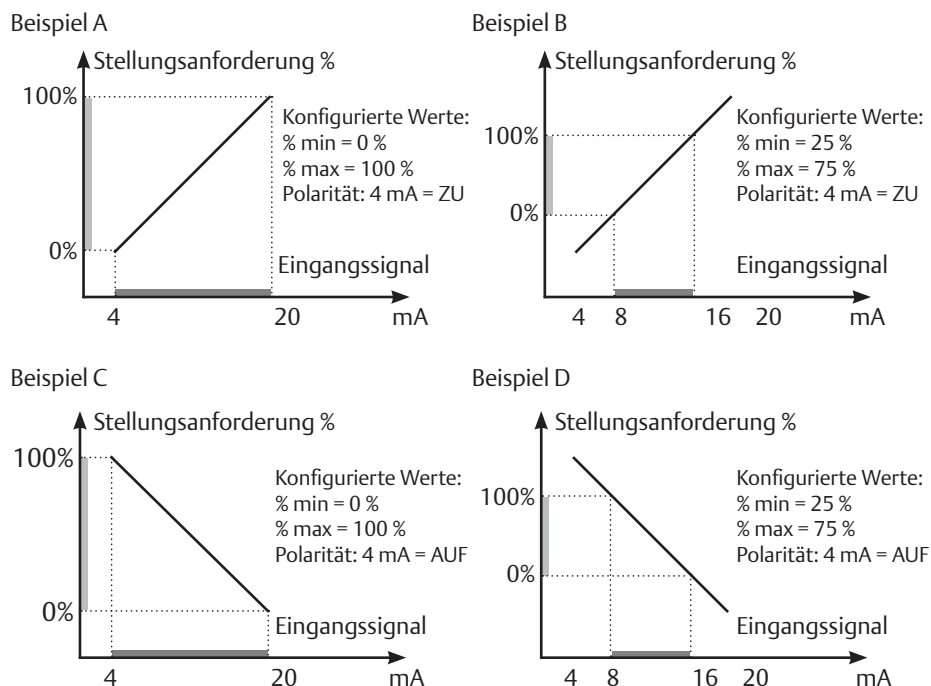 Beispiel A
Stellungsanforderung %
100%
Konfigurierte Werte:
% min = 0 %
% max = 100 %
Polarität: 4 mA = ZU
0%
Eingangssignal
4 20 mA
Beispiel B
Stellungsanforderung %
100%
Konfigurierte Werte:
% min = 25 %
% max = 75 %
Polarität: 4 mA = ZU
0%
Eingangssignal
4 8 16 20 mA
Beispiel C
Stellungsanforderung %
100%
Konfigurierte Werte:
% min = 0 %
% max = 100 %
Polarität: 4 mA = AUF
0%
Eingangssignal
4 20 mA
Beispiel D
Stellungsanforderung %
100%
Konfigurierte Werte:
% min = 25 %
% max = 75 %
Polarität: 4 mA = AUF
0%
Eingangssignal
4 8 16 20 mA